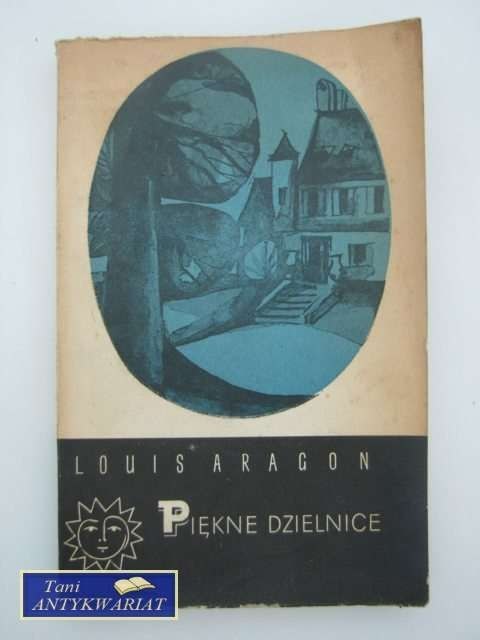 LOUIS ARAGON
PIĘKNE DZIELNICE
Tani
ANTYKWARIAT